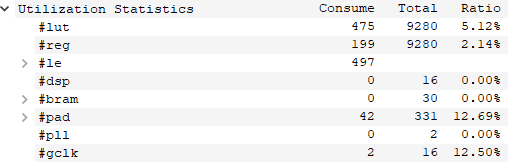 Utilization Statistics Consume Total Ratio
#lut 475 9280 5.12%
#reg 199 9280 2.14%
#le 497
#dsp 0 16 0.00%
#bram 0 30 0.00%
#pad 42 331 12.69%
#pll 0 2 0.00%
#gclk 2 16 12.50%